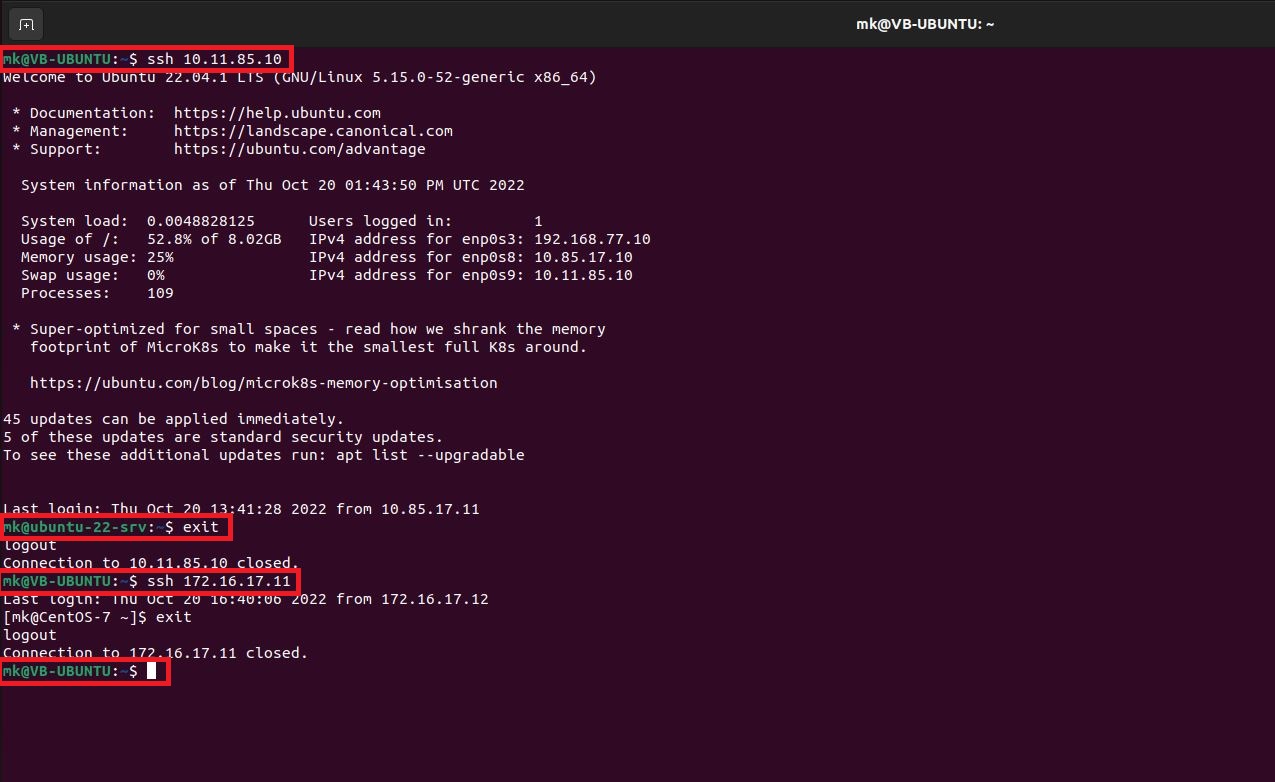 mk@VB-UBUNTU: ~
mk@VB-UBUNTU:~$ ssh 10.11.85.10
Welcome to Ubuntu 22.04.1 LTS (GNU/Linux 5.15.0-52-generic x86_64)
* Documentation:  https://help.ubuntu.com
* Management:     https://landscape.canonical.com
* Support:        https://ubuntu.com/advantage
System information as of Thu Oct 20 01:43:50 PM UTC 2022
System load:  0.0048828125      Users logged in:         1
Usage of /:   52.8% of 8.02GB   IPv4 address for enp0s3: 192.168.77.10
Memory usage: 25%               IPv4 address for enp0s8: 10.85.17.10
Swap usage:   0%                IPv4 address for enp0s9: 10.11.85.10
Processes:    109
* Super-optimized for small spaces - read how we shrank the memory
footprint of MicroK8s to make it the smallest full K8s around.
https://ubuntu.com/blog/microk8s-memory-optimisation
45 updates can be applied immediately.
5 of these updates are standard security updates.
To see these additional updates run: apt list --upgradable
Last login: Thu Oct 20 13:41:28 2022 from 10.85.17.11
mk@ubuntu-22-srv:~$ exit
logout
Connection to 10.11.85.10 closed.
mk@VB-UBUNTU:~$ ssh 172.16.17.11
Last login: Thu Oct 20 16:40:06 2022 from 172.16.17.12
[mk@CentOS-7 ~]$ exit
logout
Connection to 172.16.17.11 closed.
mk@VB-UBUNTU:~$